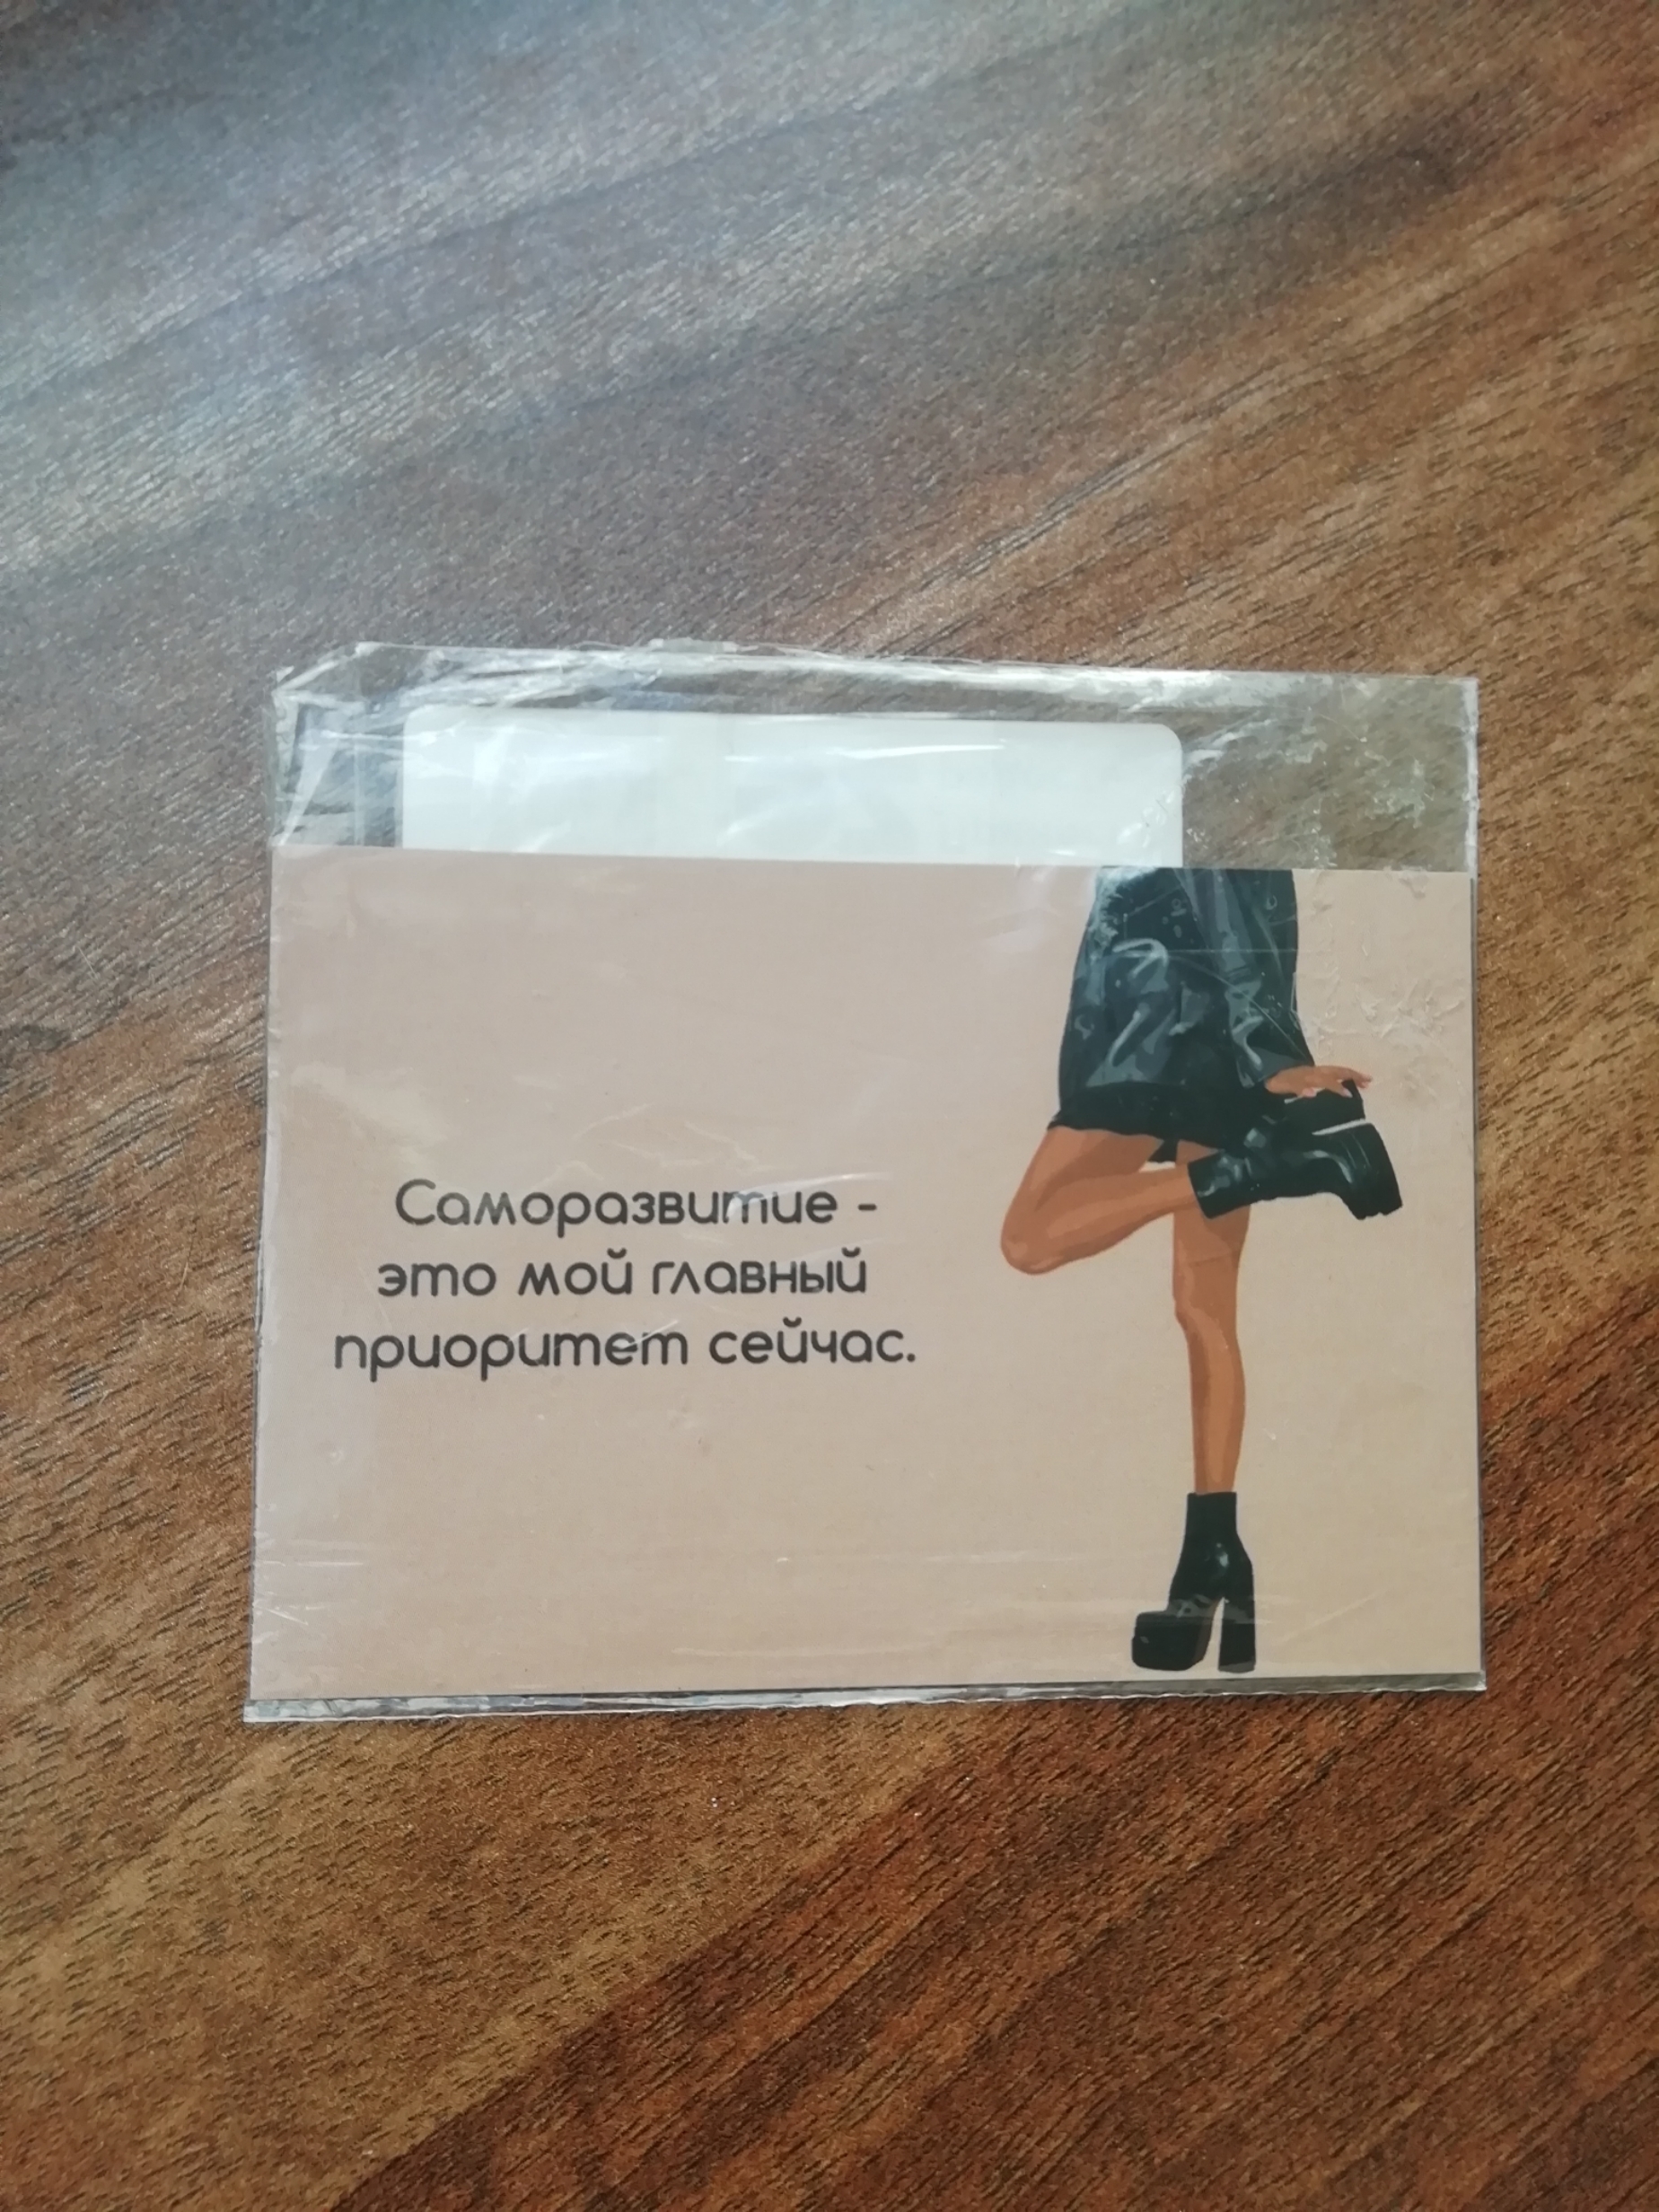 Саморазвитие -
это мой главный
приоритет сейчас.